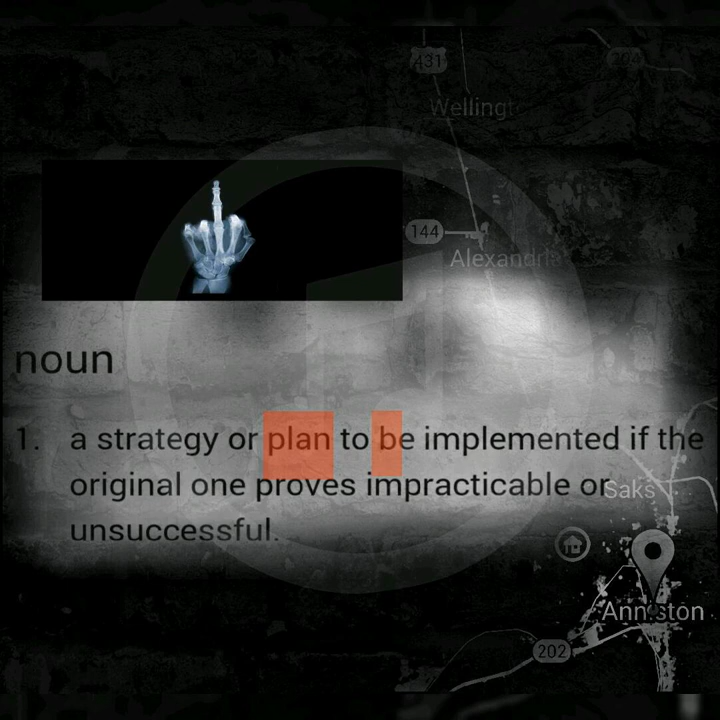 431
204
Wellingt
144
Alexandri
noun
1. a strategy or plan to be implemented if the
original one proves impracticable or
unsuccessful.
Saks
Anniston
202